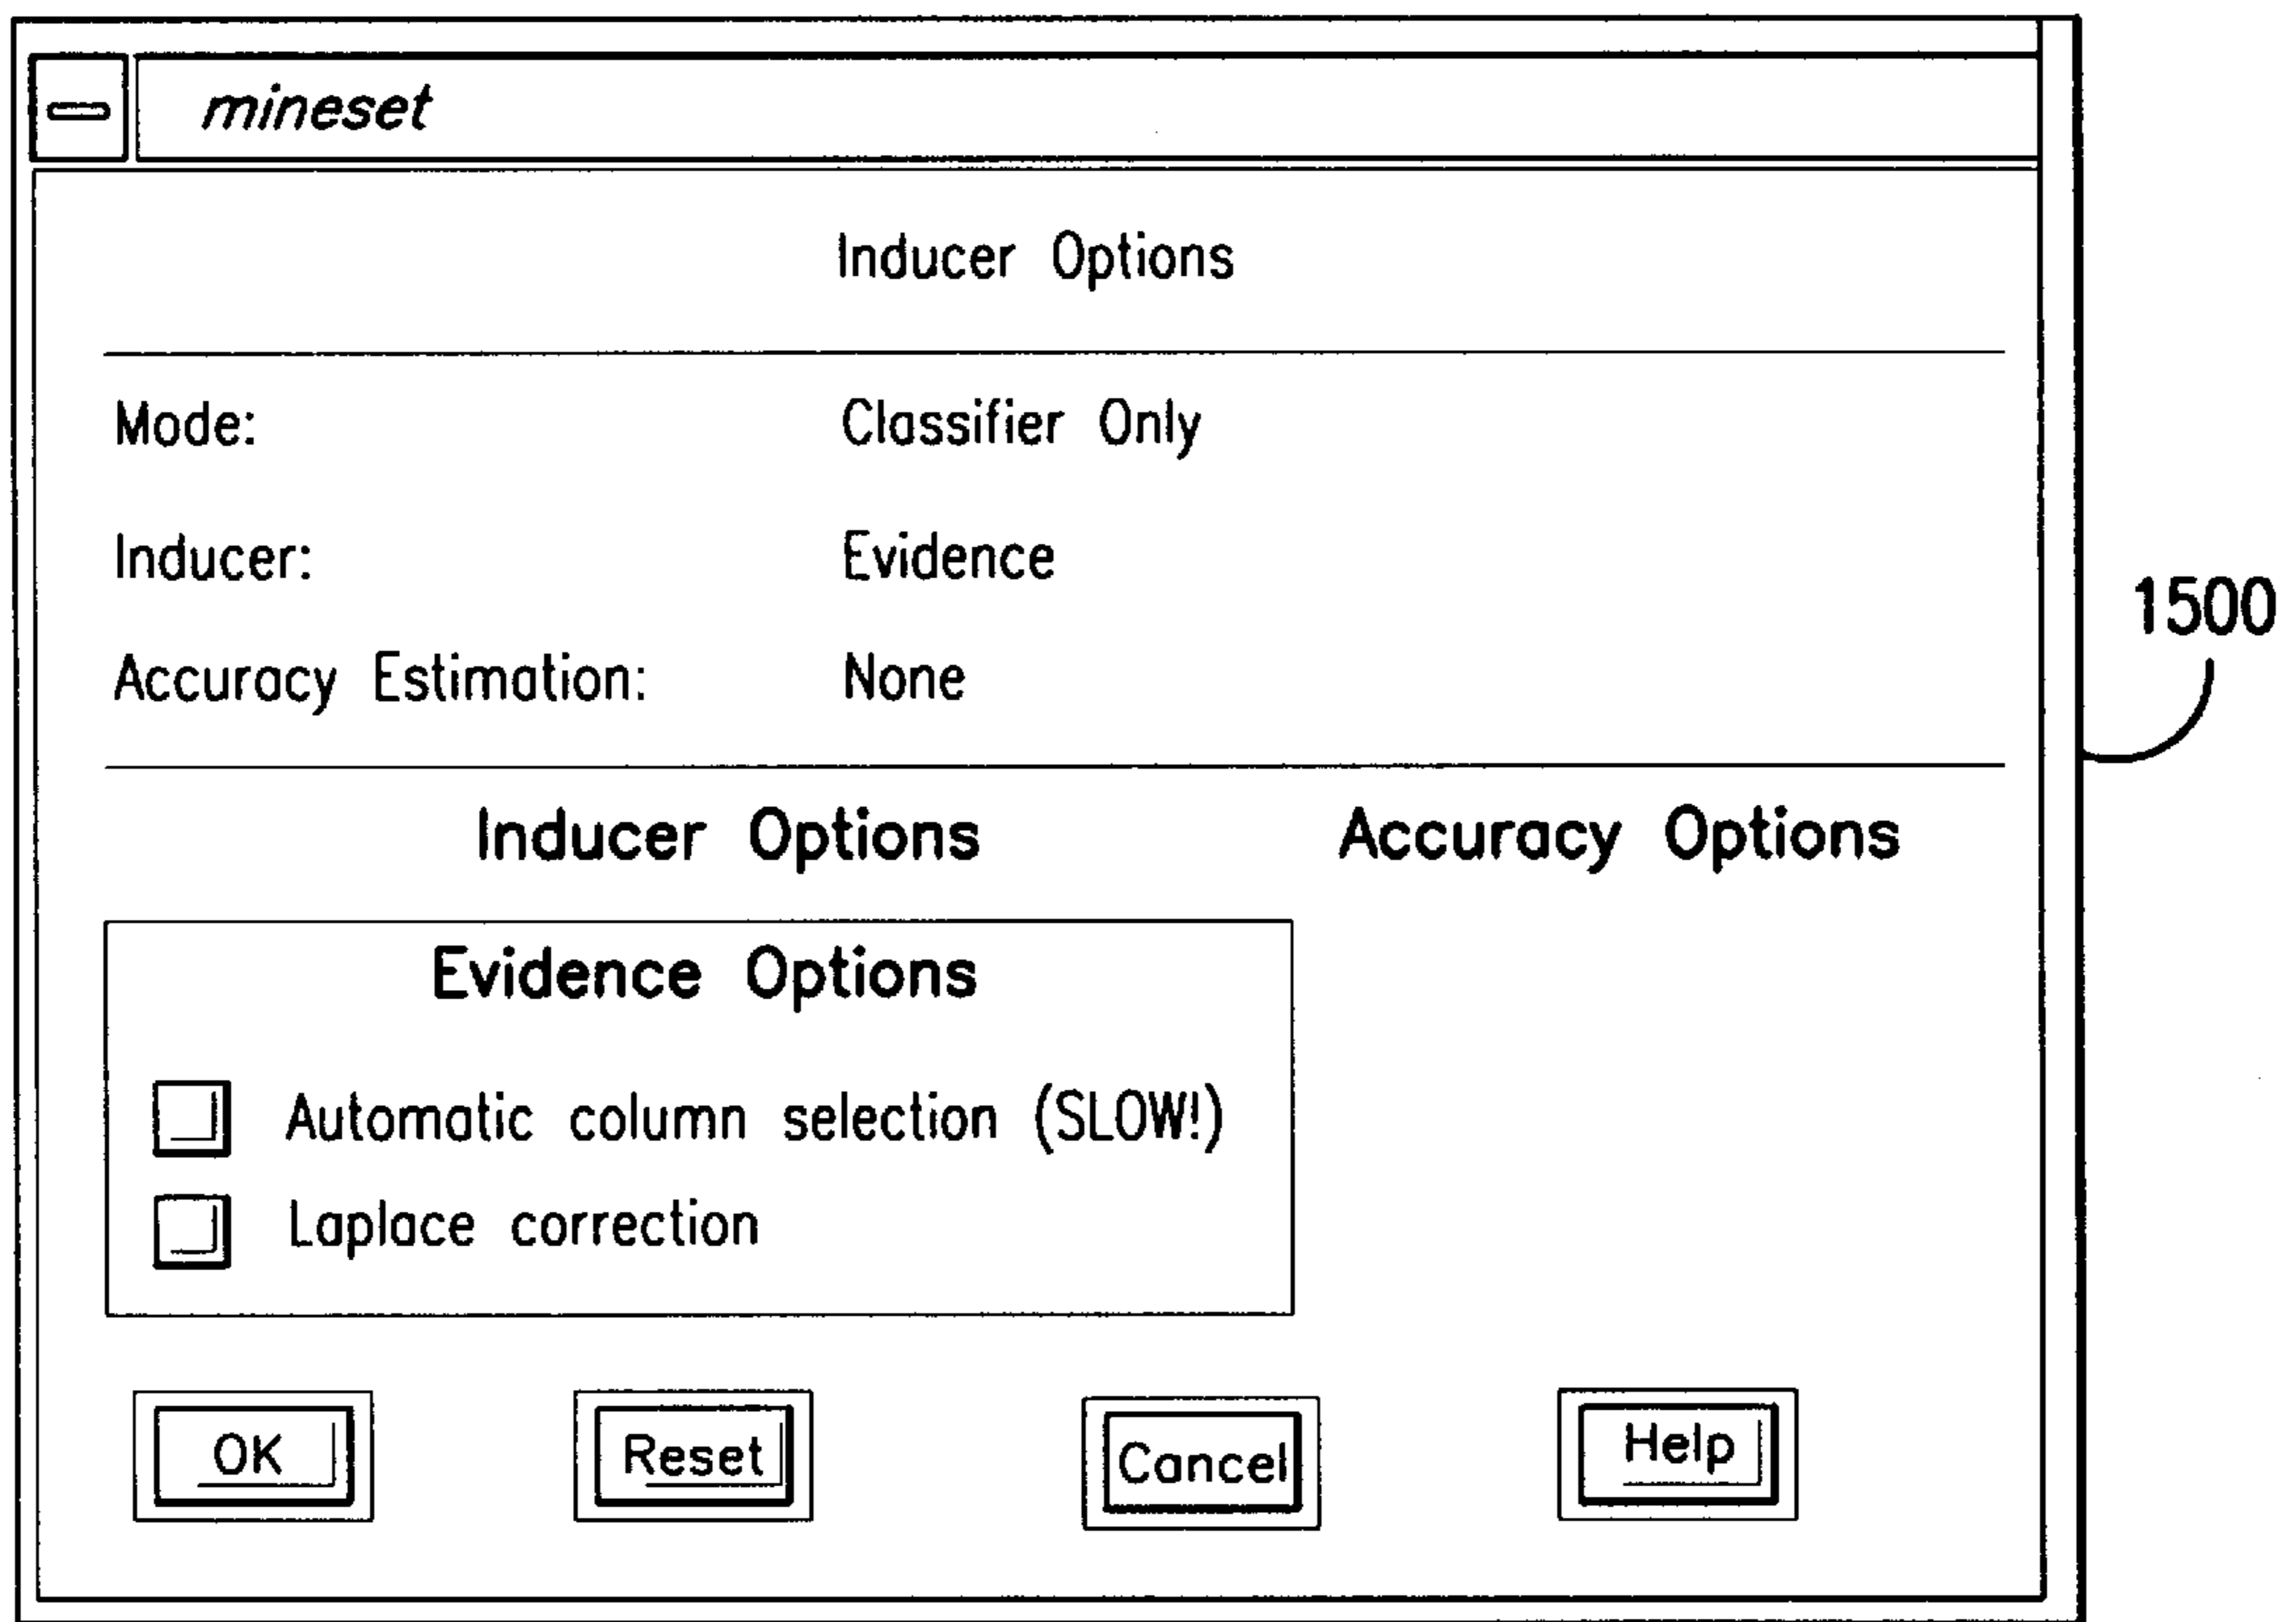 mineset
Inducer Options
Mode: Classifier Only
Inducer: Evidence
Accuracy Estimation: None
1500
Inducer Options Accuracy Options
Evidence Options
Automatic column selection (SLOW!)
Laplace correction
OK Reset Cancel Help